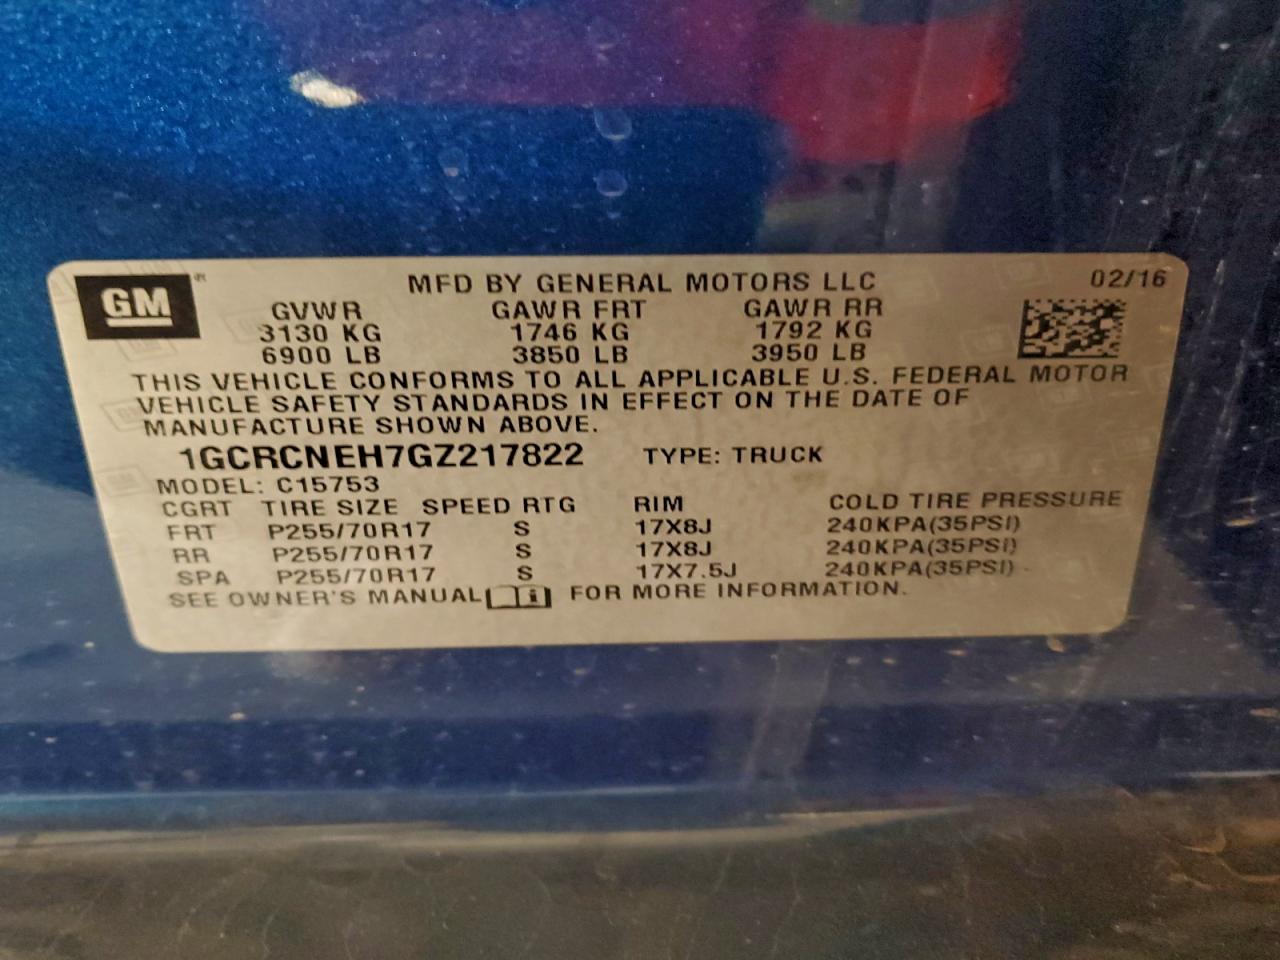 GM ® MFD BY GENERAL MOTORS LLC 02/16
GVWR GAWR FRT GAWR RR
3130 KG 1746 KG 1792 KG
6900 LB 3850 LB 3950 LB
THIS VEHICLE CONFORMS TO ALL APPLICABLE U.S. FEDERAL MOTOR
VEHICLE SAFETY STANDARDS IN EFFECT ON THE DATE OF
MANUFACTURE SHOWN ABOVE.
1GCRCNEH7GZ217822 TYPE: TRUCK
MODEL: C15753
CGRT TIRE SIZE SPEED RTG RIM COLD TIRE PRESSURE
FRT P255/70R17 S 17X8J 240KPA(35PSI)
RR P255/70R17 S 17X8J 240KPA(35PSI)
SPA P255/70R17 S 17X7.5J 240KPA(35PSI)
SEE OWNER'S MANUAL i FOR MORE INFORMATION.